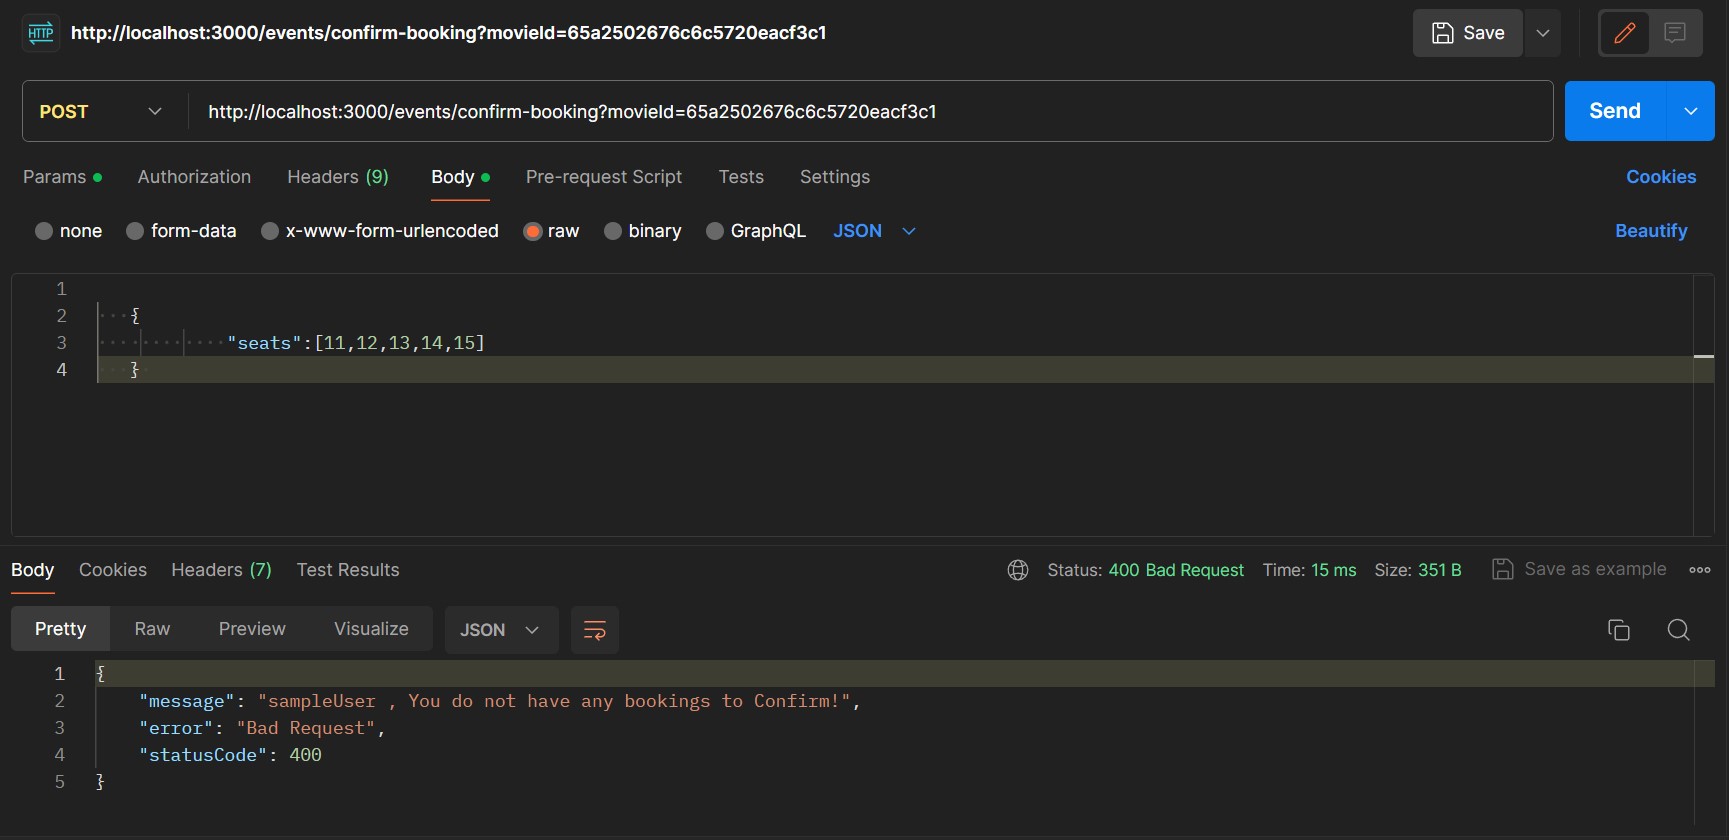 HTTP http://localhost:3000/events/confirm-booking?movieId=65a2502676c6c5720eacf3c1 Save
POST http://localhost:3000/events/confirm-booking?movieId=65a2502676c6c5720eacf3c1 Send
Params Authorization Headers (9) Body Pre-request Script Tests Settings Cookies
none form-data x-www-form-urlencoded raw binary GraphQL JSON Beautify
1
2 {
3 "seats":[11,12,13,14,15]
4 }
Body Cookies Headers (7) Test Results Status: 400 Bad Request Time: 15 ms Size: 351 B Save as example
Pretty Raw Preview Visualize JSON
1 {
2 "message": "sampleUser , You do not have any bookings to Confirm!",
3 "error": "Bad Request",
4 "statusCode": 400
5 }